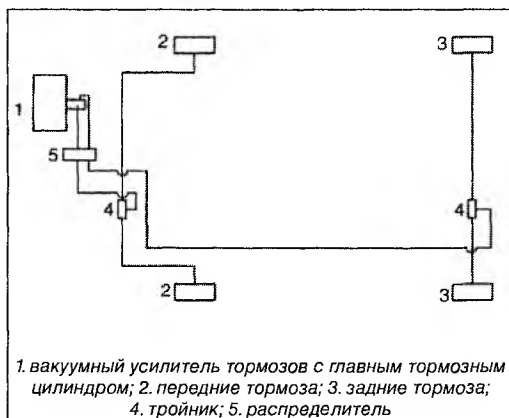 2
3
1
5
4
4
2
3
1. вакуумный усилитель тормозов с главным тормозным
цилиндром; 2. передние тормоза; 3. задние тормоза;
4. тройник; 5. распределитель